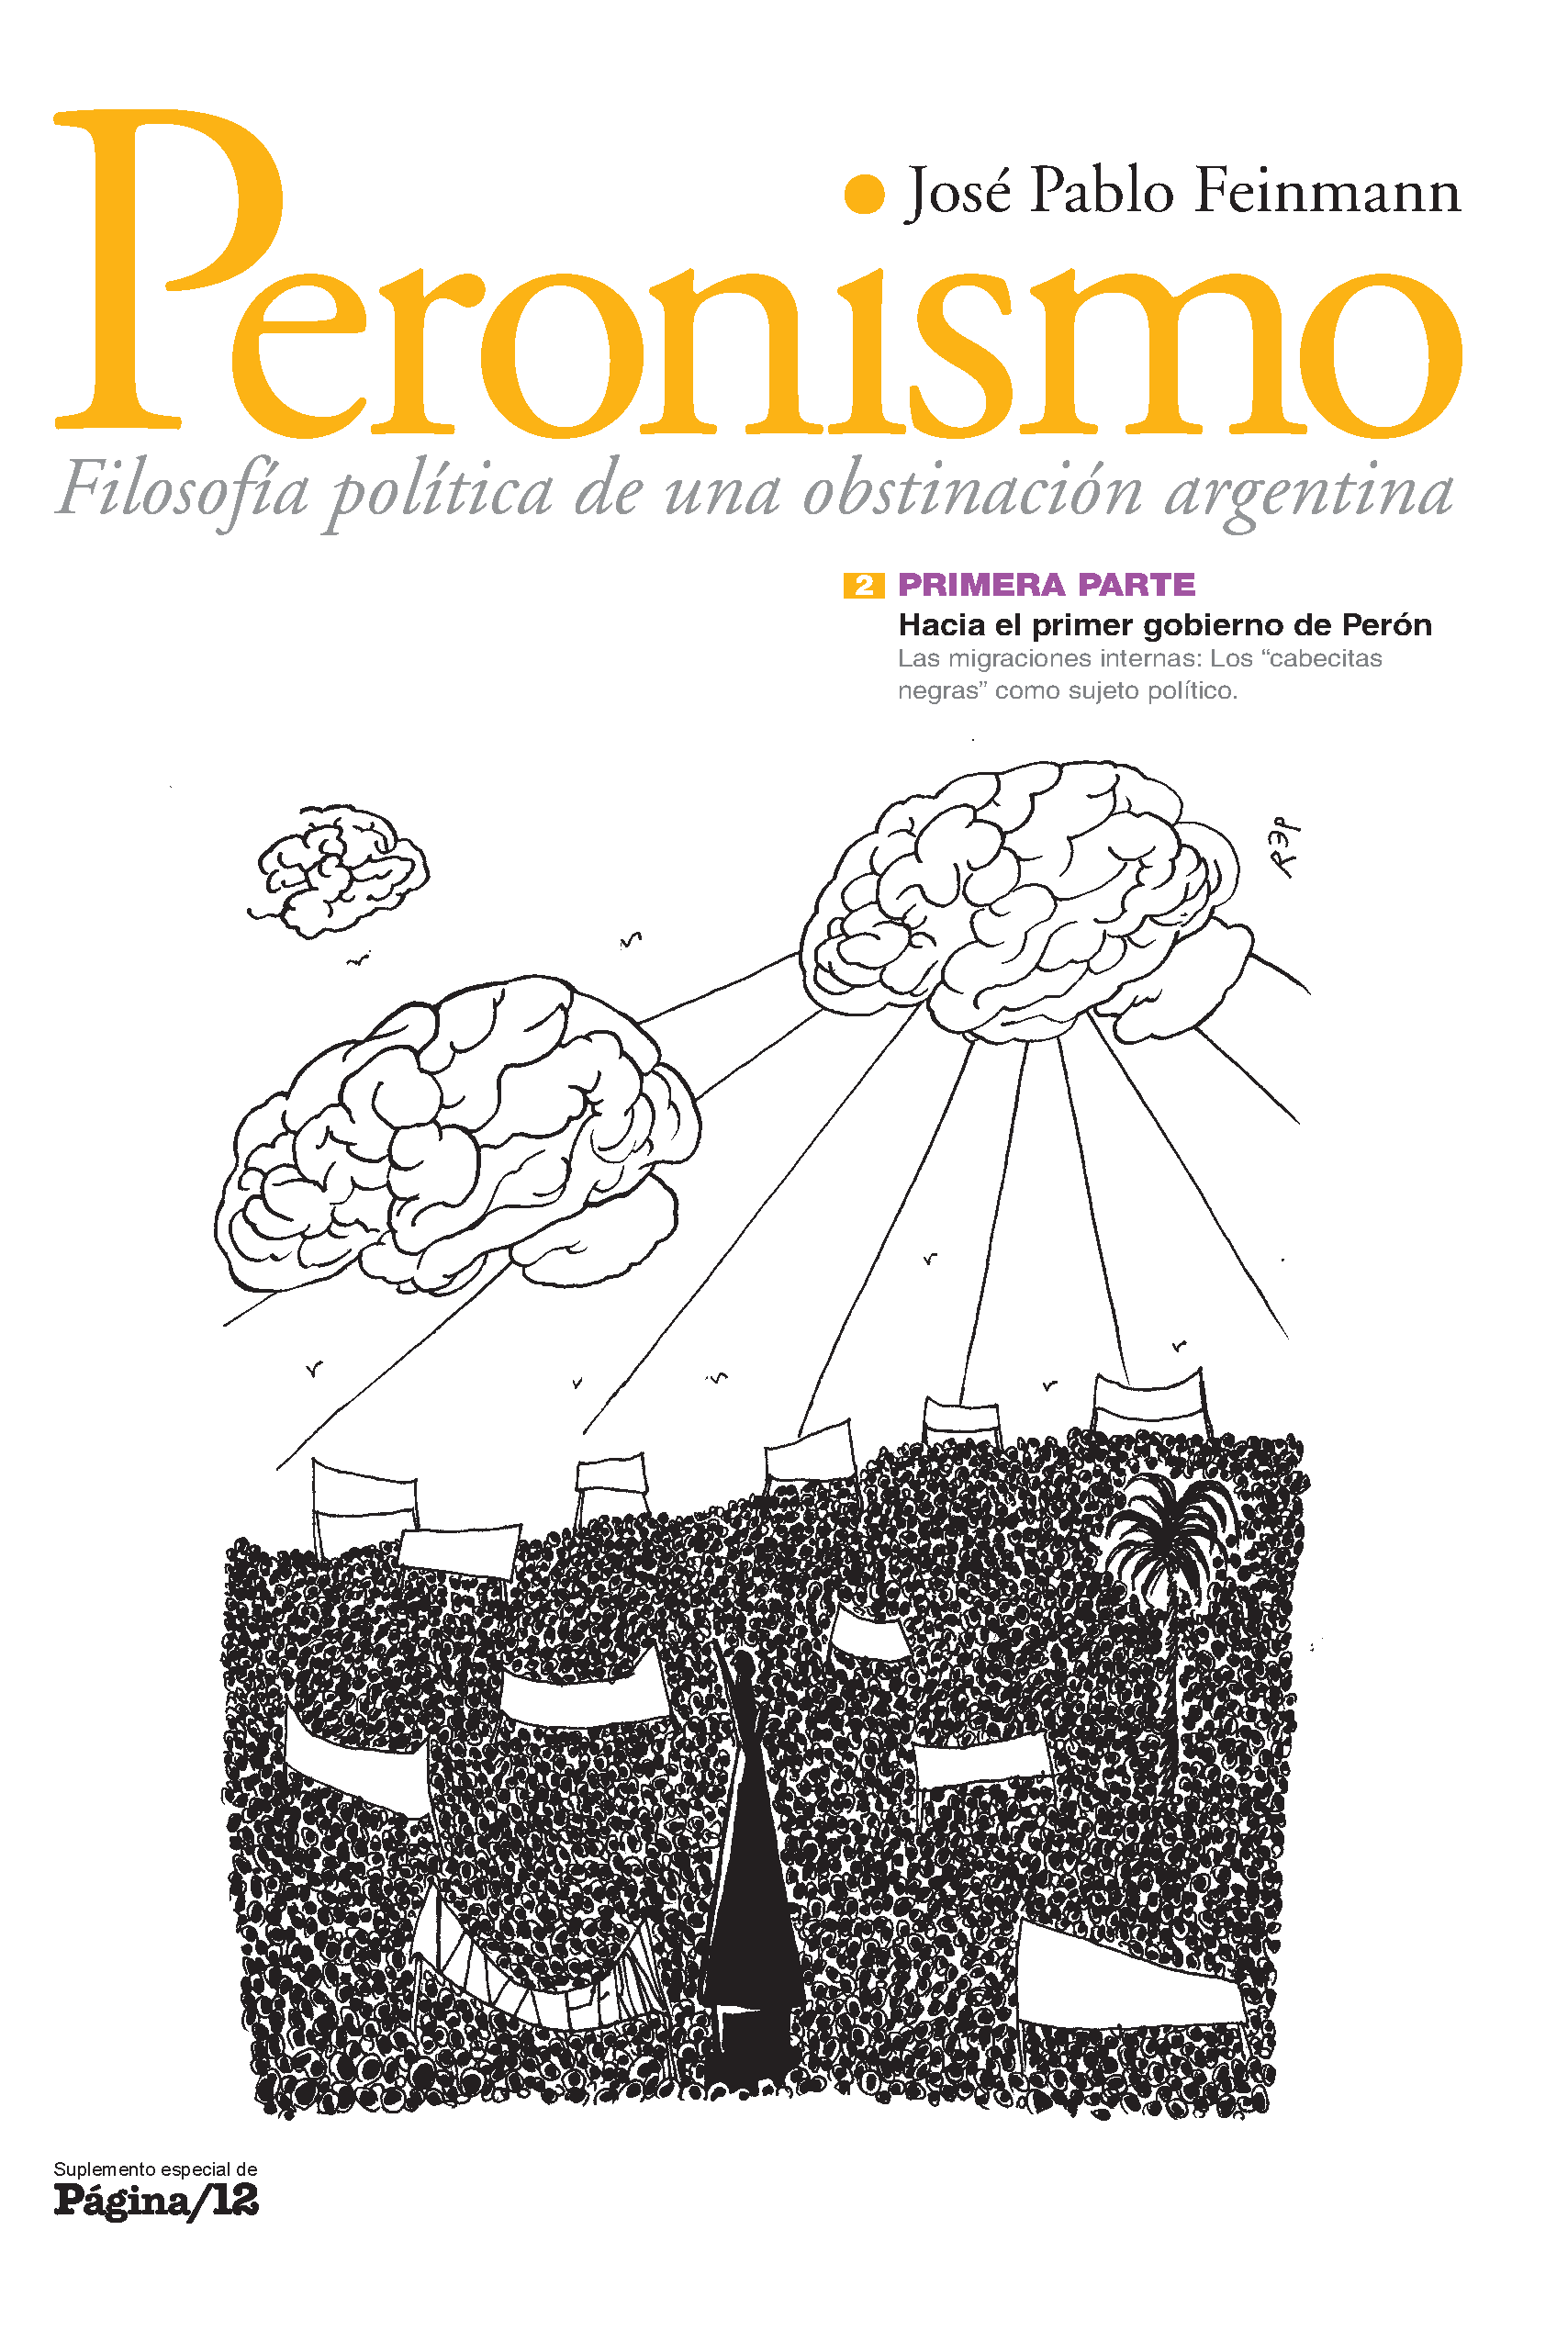 José Pablo Feinmann
Peronismo
Filosofía política de una obstinación argentina
2 PRIMERA PARTE
Hacia el primer gobierno de Perón
Las migraciones internas: Los “cabecitas
negras” como sujeto político.
REP
Suplemento especial de
Página/12